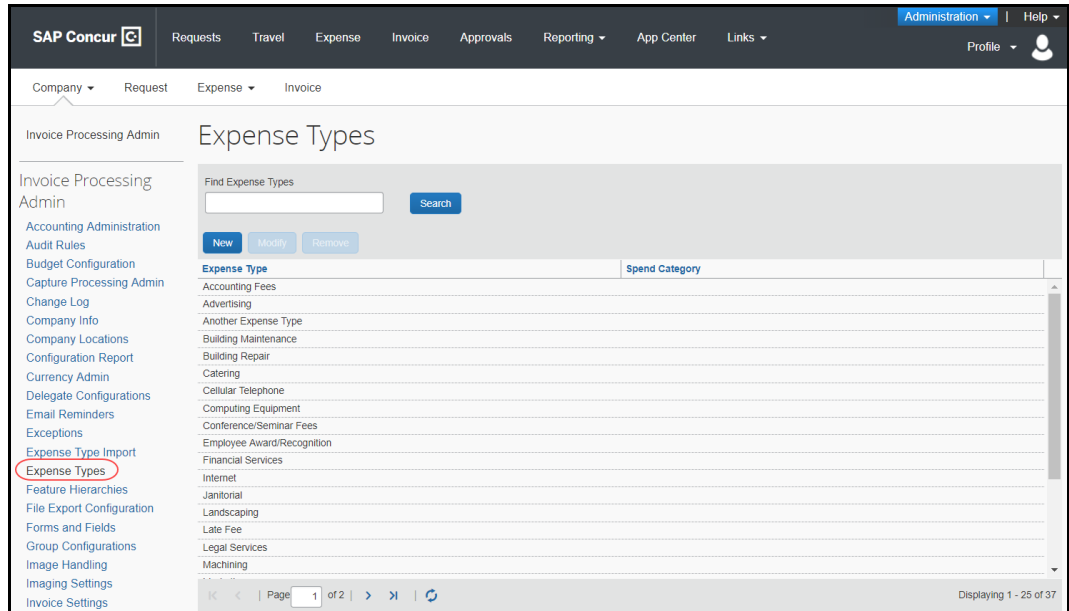 Administration | Help
SAP Concur C
Requests Travel Expense Invoice Approvals Reporting App Center Links
Profile
Company Request Expense Invoice
Invoice Processing Admin
Expense Types
Invoice Processing
Admin
Accounting Administration
Audit Rules
Budget Configuration
Capture Processing Admin
Change Log
Company Info
Company Locations
Configuration Report
Currency Admin
Delegate Configurations
Email Reminders
Exceptions
Expense Type Import
Expense Types
Feature Hierarchies
File Export Configuration
Forms and Fields
Group Configurations
Image Handling
Imaging Settings
Invoice Settings
Find Expense Types
Search
New Modify Remove
Expense Type Spend Category
Accounting Fees
Advertising
Another Expense Type
Building Maintenance
Building Repair
Catering
Cellular Telephone
Computing Equipment
Conference/Seminar Fees
Employee Award/Recognition
Financial Services
Internet
Janitorial
Landscaping
Late Fee
Legal Services
Machining
Page 1 of 2 Displaying 1 - 25 of 37